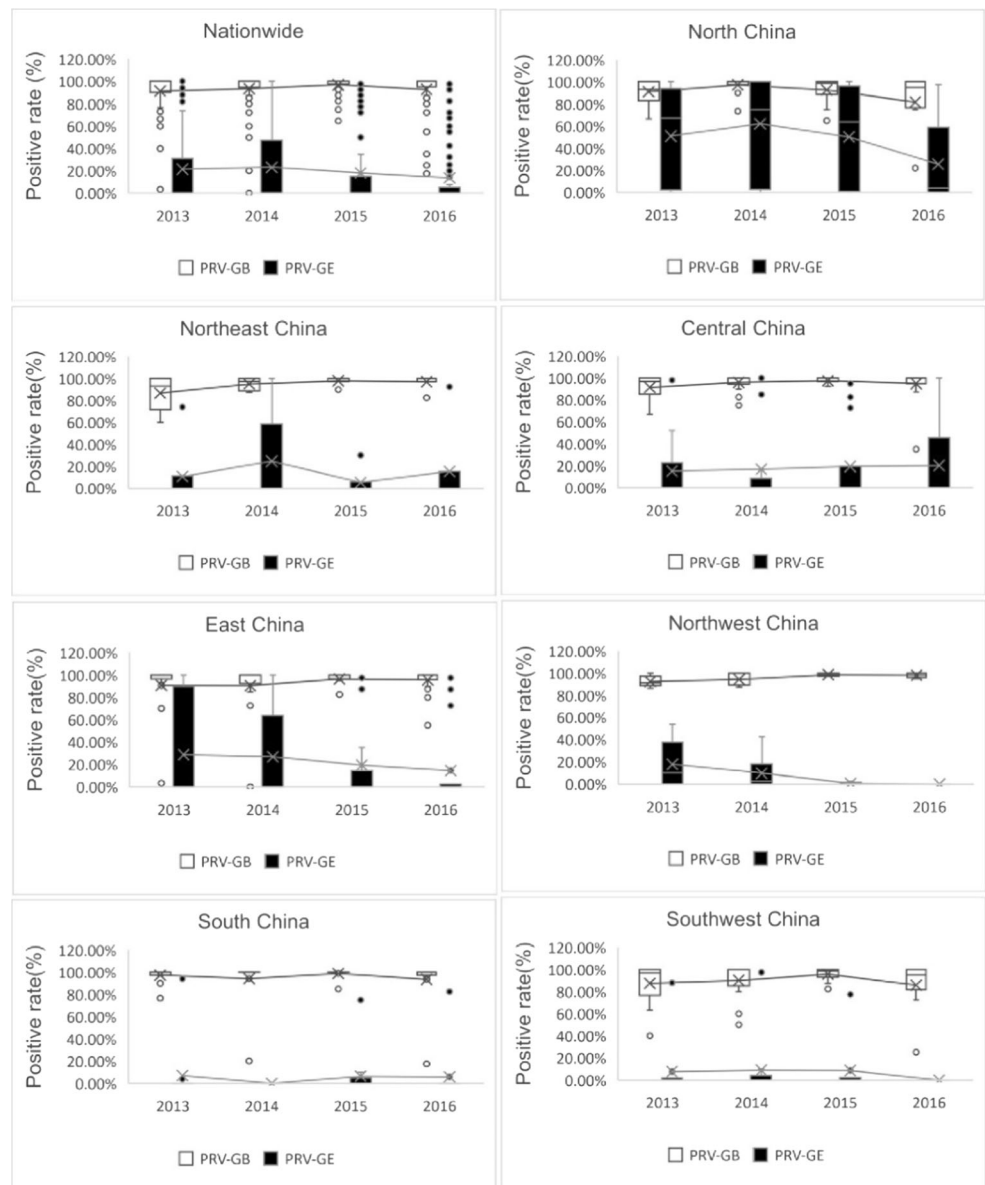 Nationwide
Positive rate (%)
120.00%
100.00%
80.00%
60.00%
40.00%
20.00%
0.00%
2013 2014 2015 2016
PRV-GB PRV-GE
North China
Positive rate(%)
120.00%
100.00%
80.00%
60.00%
40.00%
20.00%
0.00%
2013 2014 2015 2016
PRV-GB PRV-GE
Northeast China
Positive rate(%)
120.00%
100.00%
80.00%
60.00%
40.00%
20.00%
0.00%
2013 2014 2015 2016
PRV-GB PRV-GE
Central China
Positive rate(%)
120.00%
100.00%
80.00%
60.00%
40.00%
20.00%
0.00%
2013 2014 2015 2016
PRV-GB PRV-GE
East China
Positive rate(%)
120.00%
100.00%
80.00%
60.00%
40.00%
20.00%
0.00%
2013 2014 2015 2016
PRV-GB PRV-GE
Northwest China
Positive rate(%)
120.00%
100.00%
80.00%
60.00%
40.00%
20.00%
0.00%
2013 2014 2015 2016
PRV-GB PRV-GE
South China
Positive rate(%)
120.00%
100.00%
80.00%
60.00%
40.00%
20.00%
0.00%
2013 2014 2015 2016
PRV-GB PRV-GE
Southwest China
Positive rate(%)
120.00%
100.00%
80.00%
60.00%
40.00%
20.00%
0.00%
2013 2014 2015 2016
PRV-GB PRV-GE